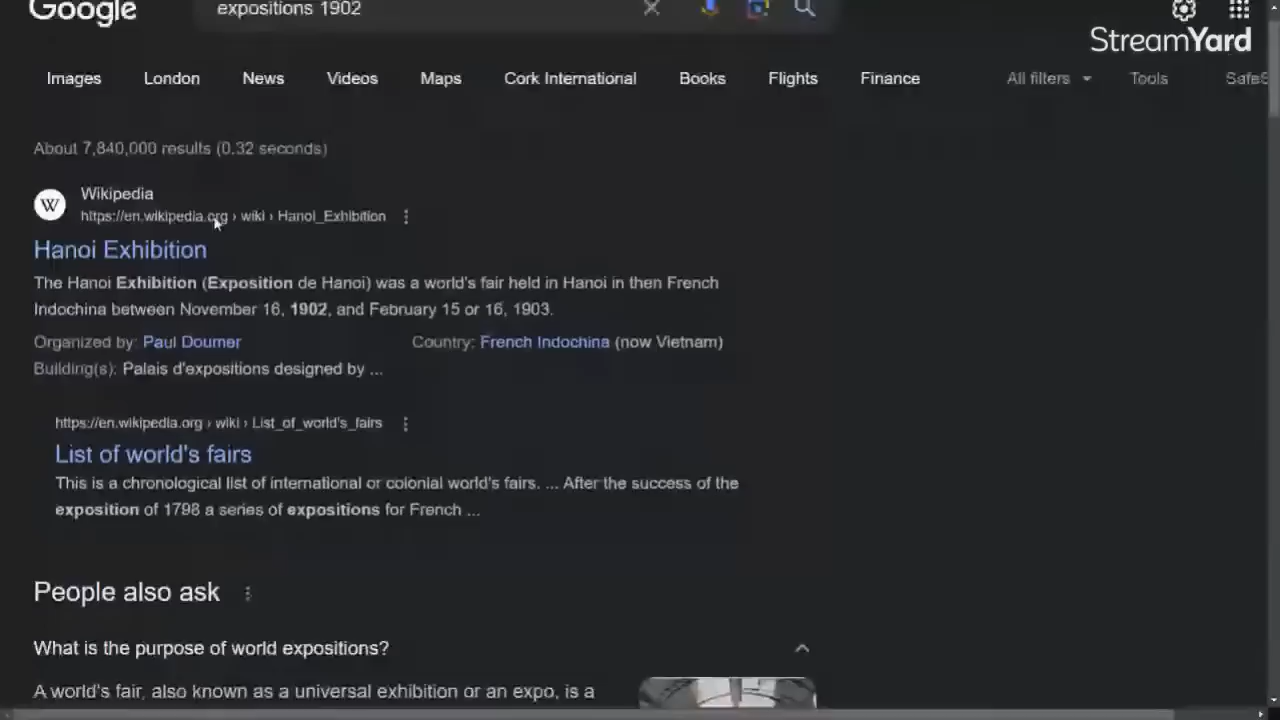 Google
expositions 1902
StreamYard
Images London News Videos Maps Cork International Books Flights Finance All filters Tools
About 7,840,000 results (0.32 seconds)
W
Wikipedia
https://en.wikipedia.org › wiki › Hanoi_Exhibition
Hanoi Exhibition
The Hanoi Exhibition (Exposition de Hanoi) was a world's fair held in Hanoi in then French
Indochina between November 16, 1902, and February 15 or 16, 1903.
Organized by: Paul Doumer Country: French Indochina (now Vietnam)
Building(s): Palais d'expositions designed by ...
https://en.wikipedia.org › wiki › List_of_world's_fairs
List of world's fairs
This is a chronological list of international or colonial world's fairs. ... After the success of the
exposition of 1798 a series of expositions for French ...
People also ask
What is the purpose of world expositions?
A world's fair, also known as a universal exhibition or an expo, is a